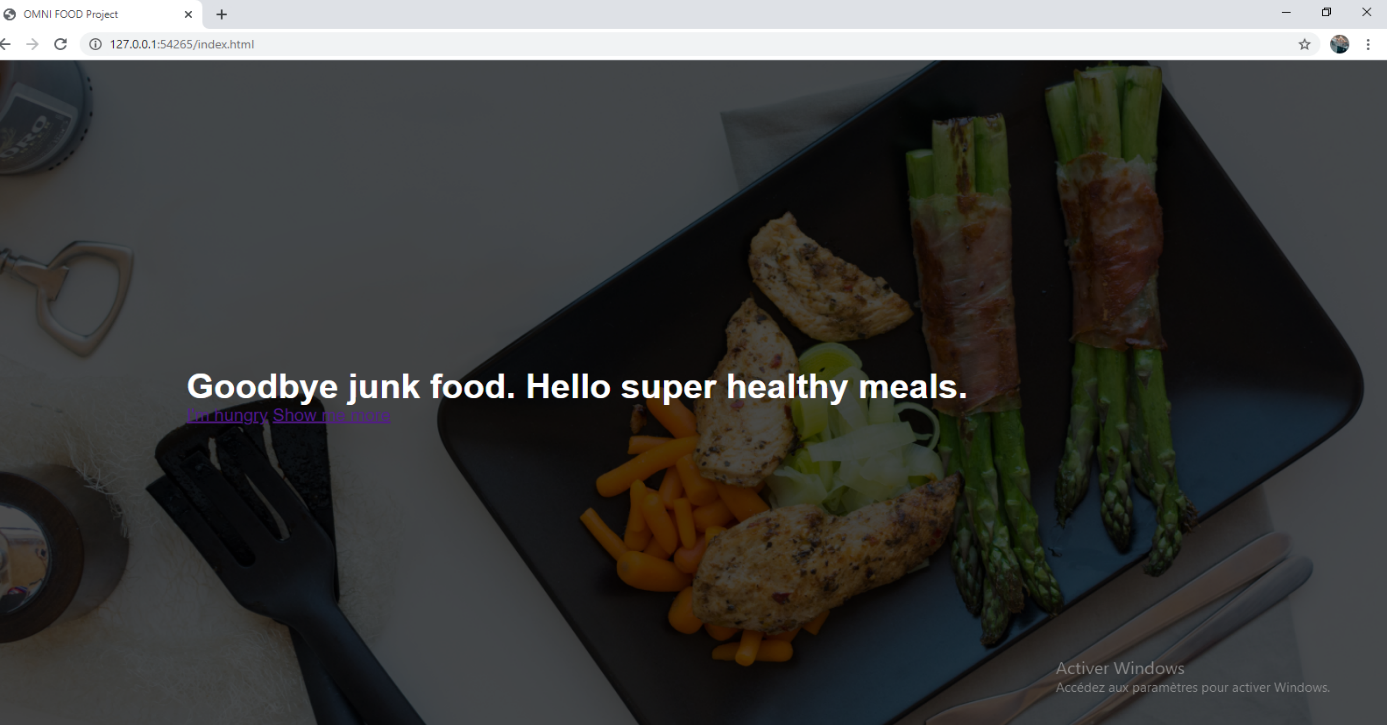 OMNI FOOD Project
127.0.0.1:54265/index.html
Goodbye junk food. Hello super healthy meals.
I'm hungry Show me more
Activer Windows
Accédez aux paramètres pour activer Windows.